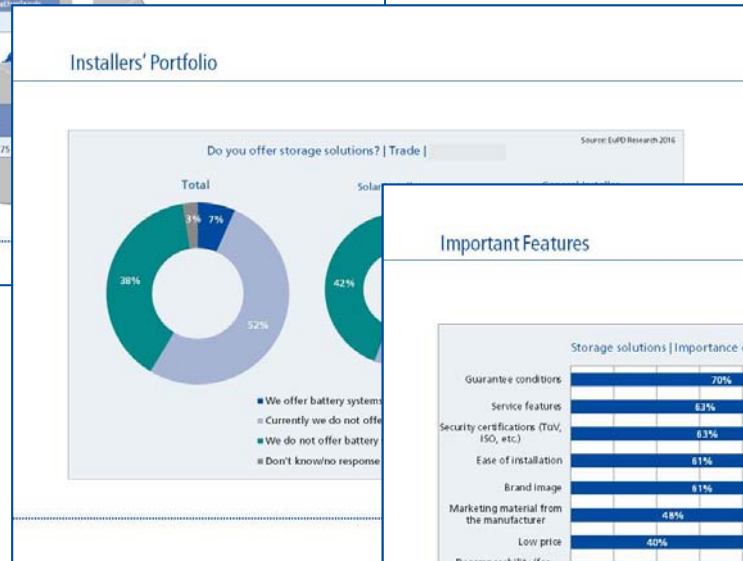 75
Installers' Portfolio
Do you offer storage solutions? | Trade |
Source: EuPD Research 2016
Total
3%
7%
38%
52%
42%
We offer battery systems
Currently we do not offe
We do not offer battery
Don't know/no response
Important Features
Storage solutions | Importance
Guarantee conditions
70%
Service features
63%
Security certifications (TüV,
ISO, etc.)
63%
Ease of installation
61%
Brand image
61%
Marketing material from
the manufacturer
48%
Low price
40%